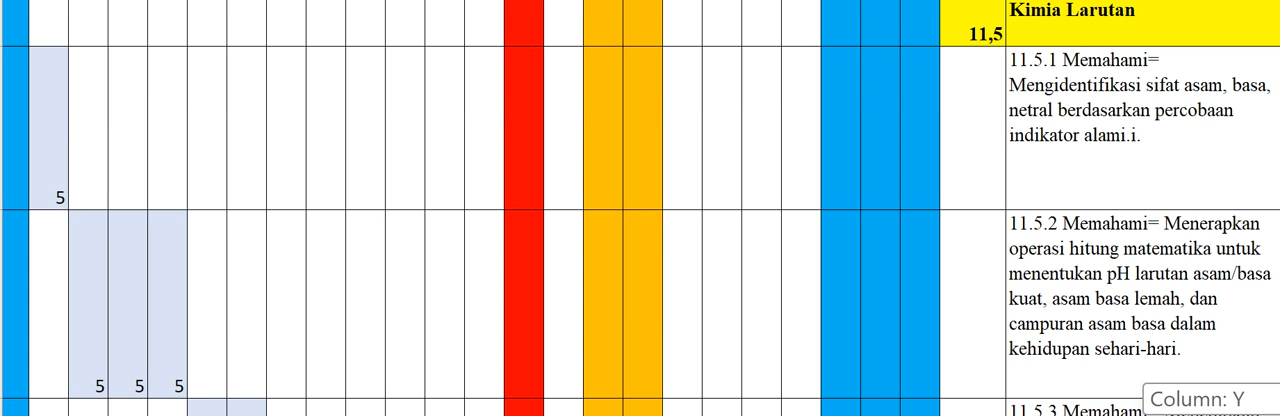 Kimia Larutan
11,5
11.5.1 Memahami=
Mengidentifikasi sifat asam, basa,
netral berdasarkan percobaan
indikator alami.i.
5
11.5.2 Memahami= Menerapkan
operasi hitung matematika untuk
menentukan pH larutan asam/basa
kuat, asam basa lemah, dan
campuran asam basa dalam
kehidupan sehari-hari.
5 5 5
11.5.3 Memaham
Column: Y